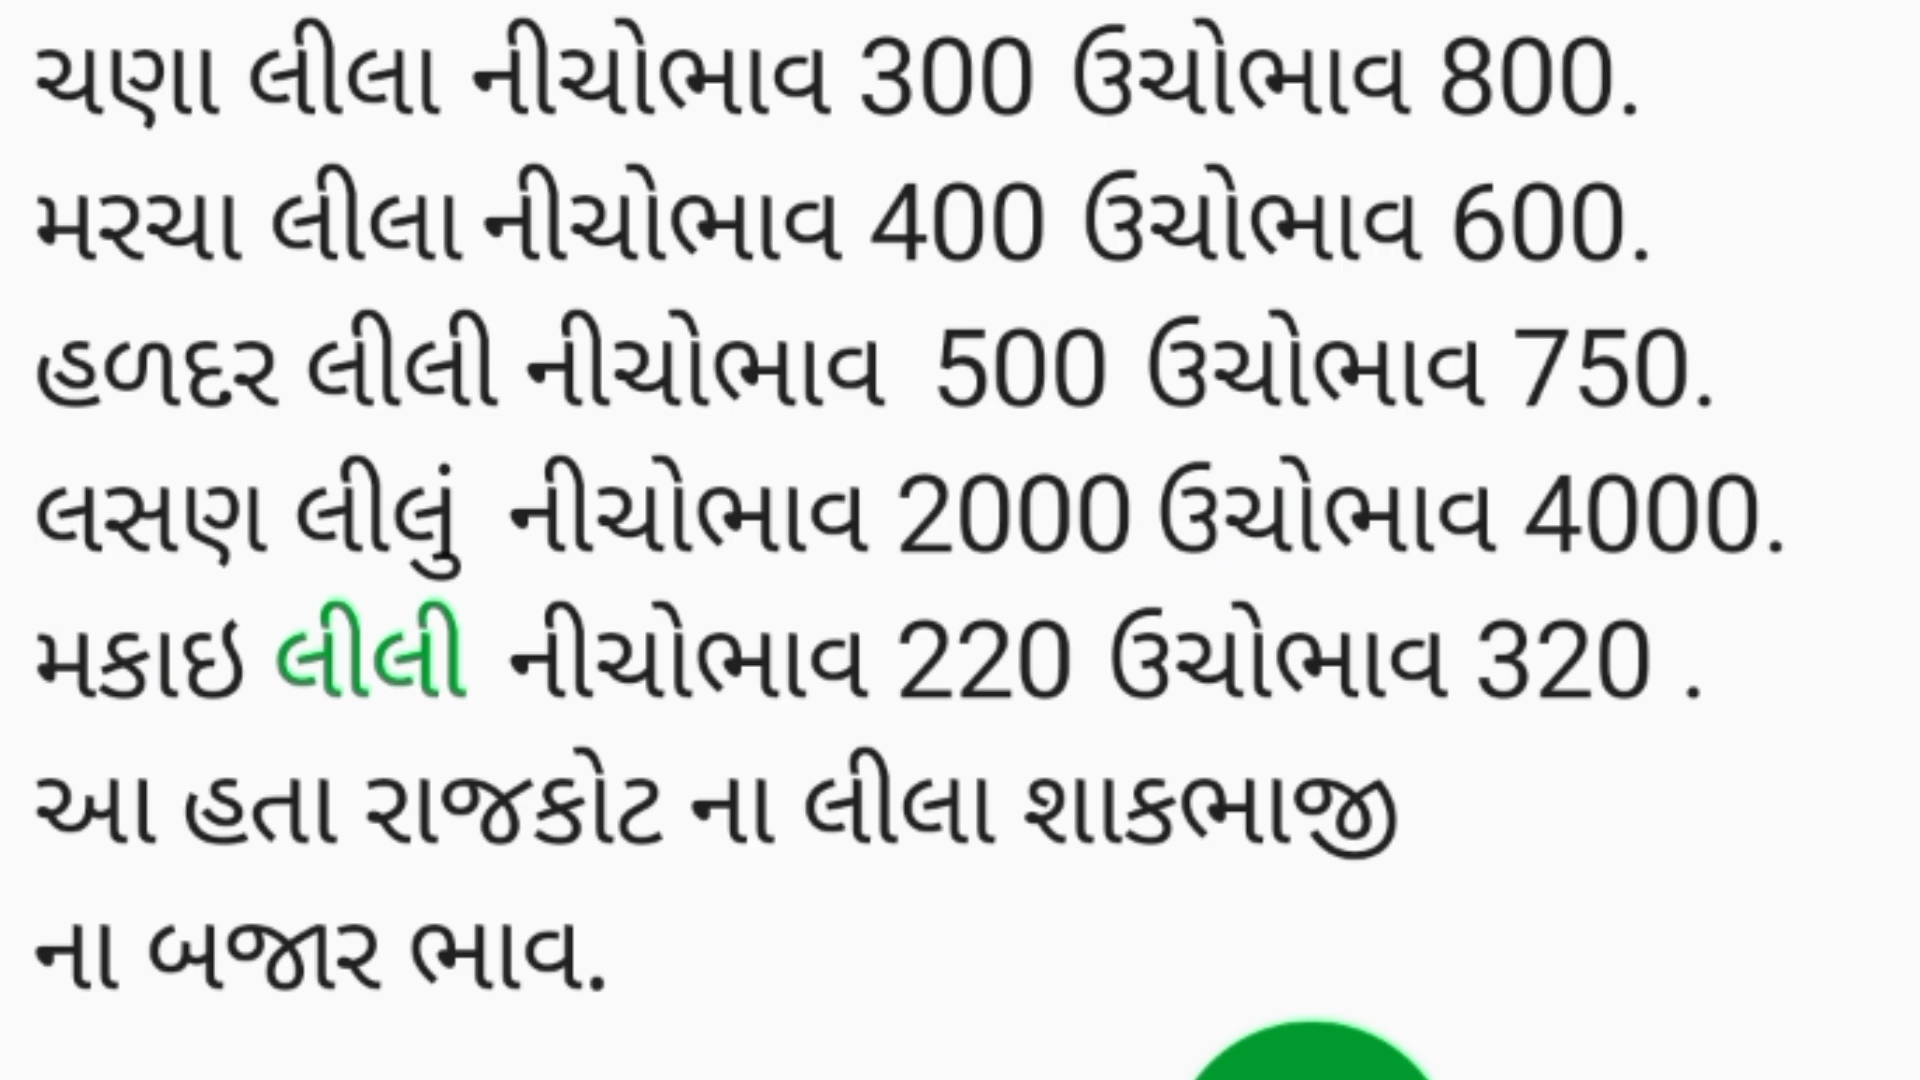 ચણા લીલા નીચોભાવ 300 ઉચોભાવ 800.
મરચા લીલા નીચોભાવ 400 ઉચોભાવ 600.
હળદર લીલી નીચોભાવ 500 ઉચોભાવ 750.
લસણ લીલું નીચોભાવ 2000 ઉચોભાવ 4000.
મકાઇ લીલી નીચોભાવ 220 ઉચોભાવ 320 .
આ હતા રાજકોટ ના લીલા શાકભાજી
ના બજાર ભાવ.